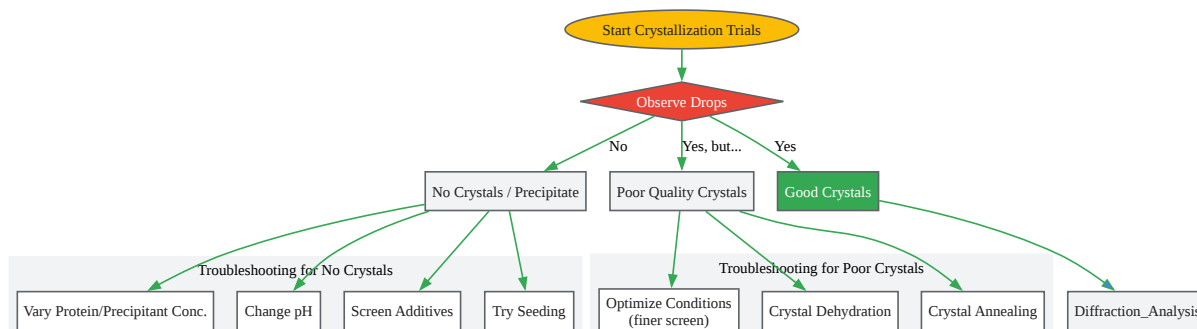 Start Crystallization Trials
Observe Drops
No
Yes, but...
Yes
No Crystals / Precipitate
Poor Quality Crystals
Good Crystals
Troubleshooting for No Crystals
Troubleshooting for Poor Crystals
Vary Protein/Precipitant Conc.
Change pH
Screen Additives
Try Seeding
Optimize Conditions
(finer screen)
Crystal Dehydration
Crystal Annealing
Diffraction_Analysis